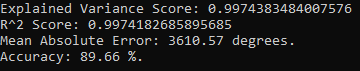 Explained Variance Score: 0.9974383484007576
R^2 Score: 0.9974182685895685
Mean Absolute Error: 3610.57 degrees.
Accuracy: 89.66 %.